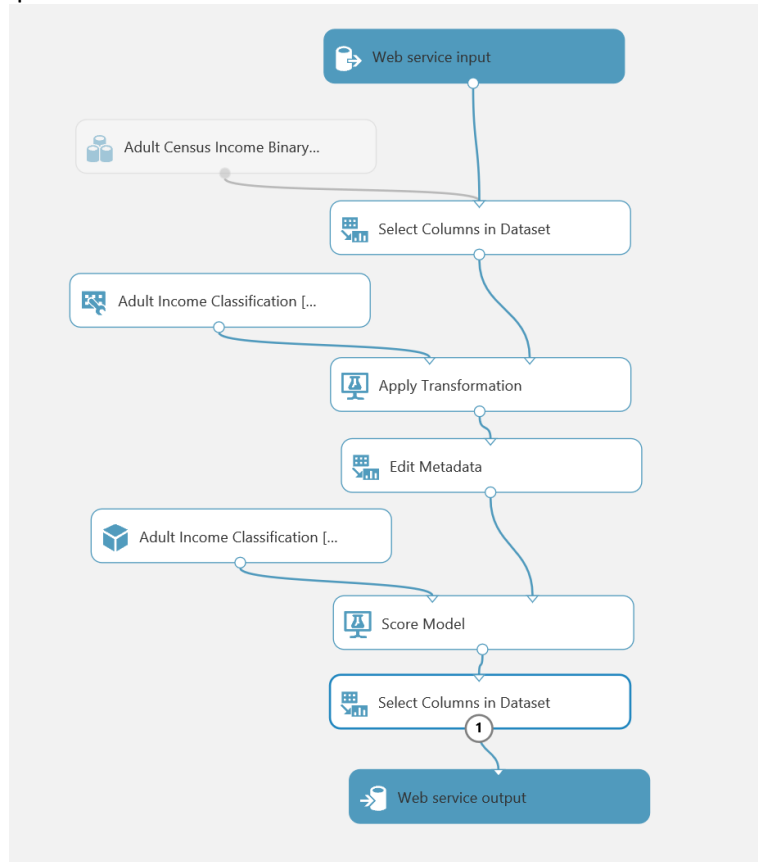 Web service input
Adult Census Income Binary...
Select Columns in Dataset
Adult Income Classification [...
Apply Transformation
Edit Metadata
Adult Income Classification [...
Score Model
Select Columns in Dataset
1
Web service output